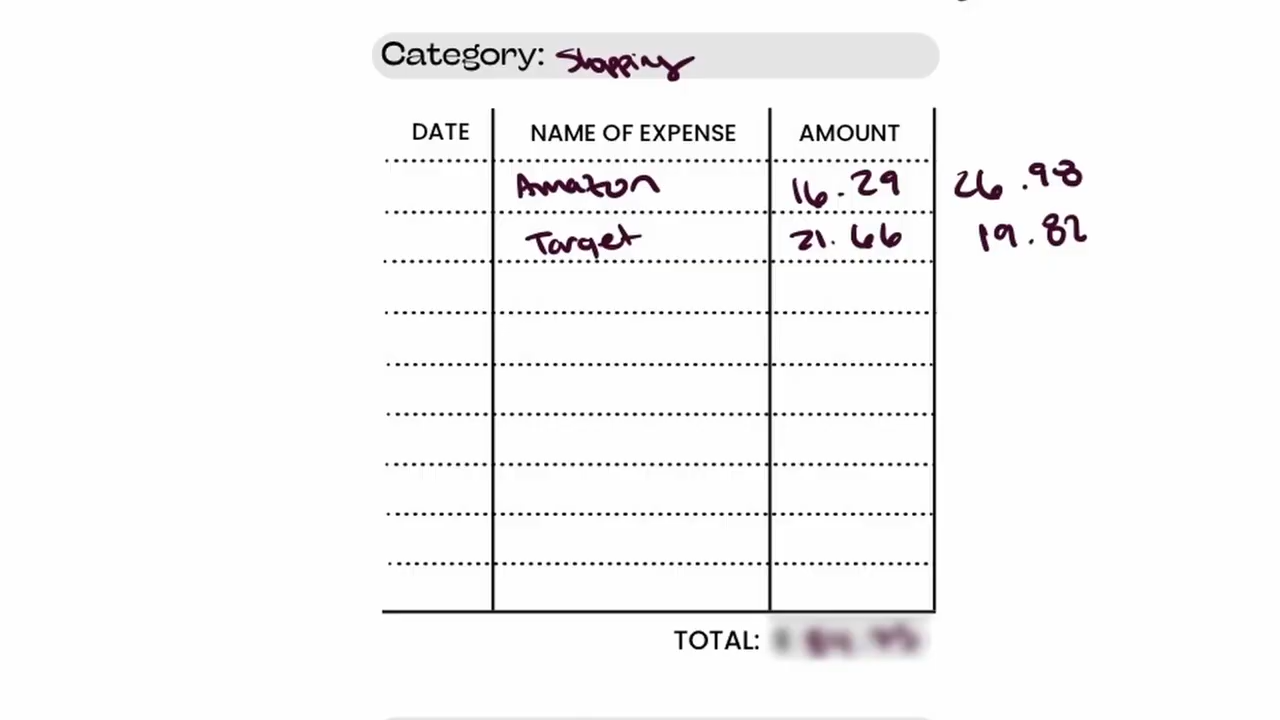 Category: Shopping
DATE NAME OF EXPENSE AMOUNT
Amazon 16.29 26.98
Target 21.66 19.82
TOTAL: